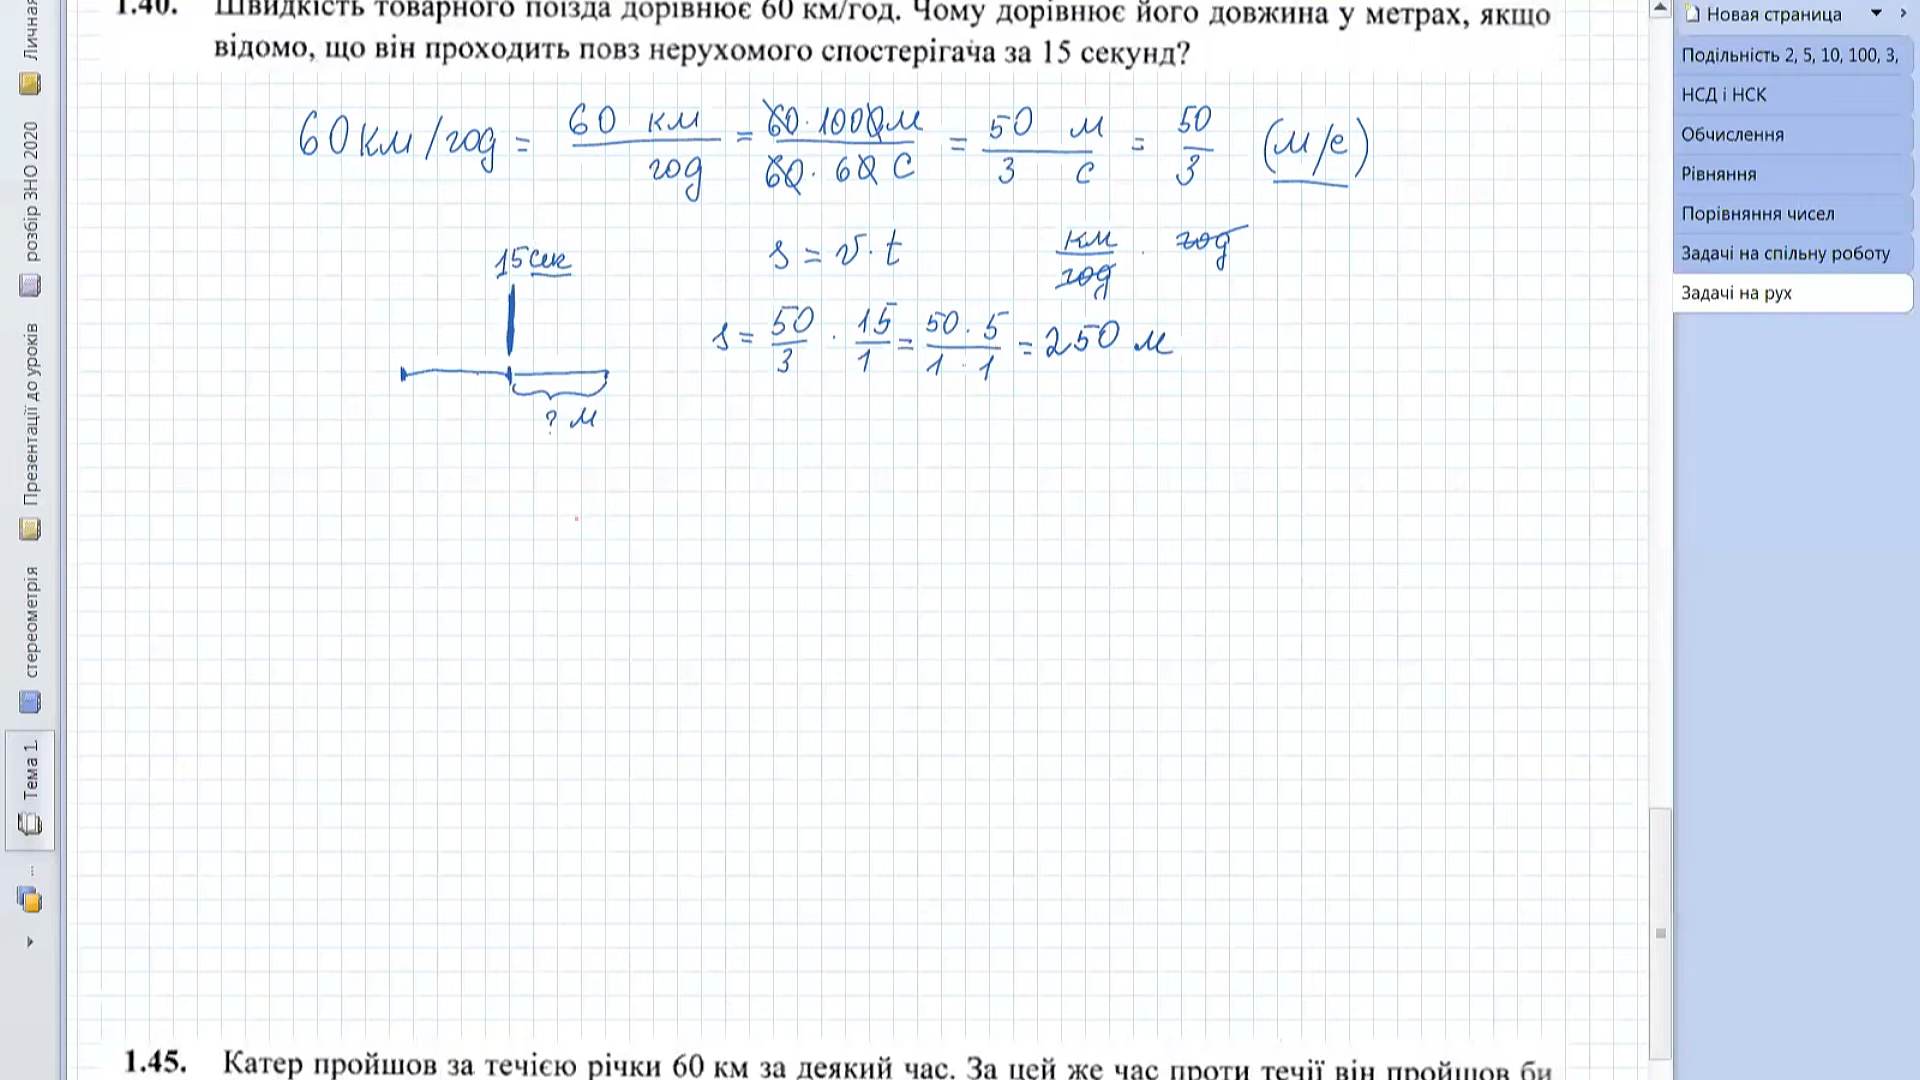 1.40. Швидкість товарного поїзда дорівнює 60 км/год. Чому дорівнює його довжина у метрах, якщо
відомо, що він проходить повз нерухомого спостерігача за 15 секунд?
60 км/год = 60 км / год = 60 · 1000 м / 60 · 60 с = 50 м / 3 с = 50/3 (м/с)
15 сек
s = v · t
км/год · год
s = 50/3 · 15/1 = 50 · 5 / 1 · 1 = 250 м
? м
1.45. Катер пройшов за течією річки 60 км за деякий час. За цей же час проти течії він пройшов би
Новая страница
Подільність 2, 5, 10, 100, 3,
НСД і НСК
Обчислення
Рівняння
Порівняння чисел
Задачі на спільну роботу
Задачі на рух
Личная
розбір ЗНО 2020
Презентації до уроків
стереометрія
Тема 1.
...